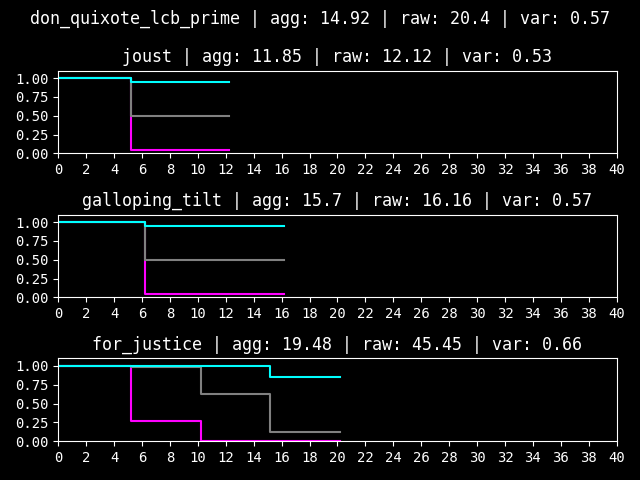 don_quixote_lcb_prime | agg: 14.92 | raw: 20.4 | var: 0.57
joust | agg: 11.85 | raw: 12.12 | var: 0.53
1.00
0.75
0.50
0.25
0.00
0 2 4 6 8 10 12 14 16 18 20 22 24 26 28 30 32 34 36 38 40
galloping_tilt | agg: 15.7 | raw: 16.16 | var: 0.57
1.00
0.75
0.50
0.25
0.00
0 2 4 6 8 10 12 14 16 18 20 22 24 26 28 30 32 34 36 38 40
for_justice | agg: 19.48 | raw: 45.45 | var: 0.66
1.00
0.75
0.50
0.25
0.00
0 2 4 6 8 10 12 14 16 18 20 22 24 26 28 30 32 34 36 38 40